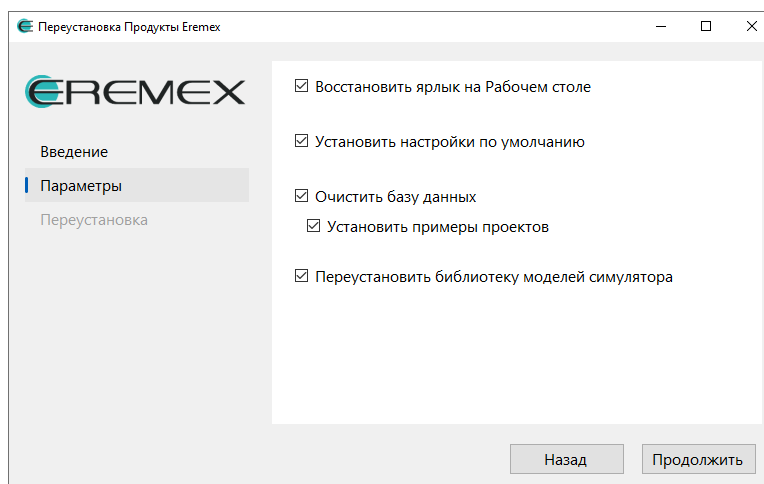 Переустановка Продукты Eremex
EREMEX
Введение
Параметры
Переустановка
Восстановить ярлык на Рабочем столе
Установить настройки по умолчанию
Очистить базу данных
Установить примеры проектов
Переустановить библиотеку моделей симулятора
Назад
Продолжить